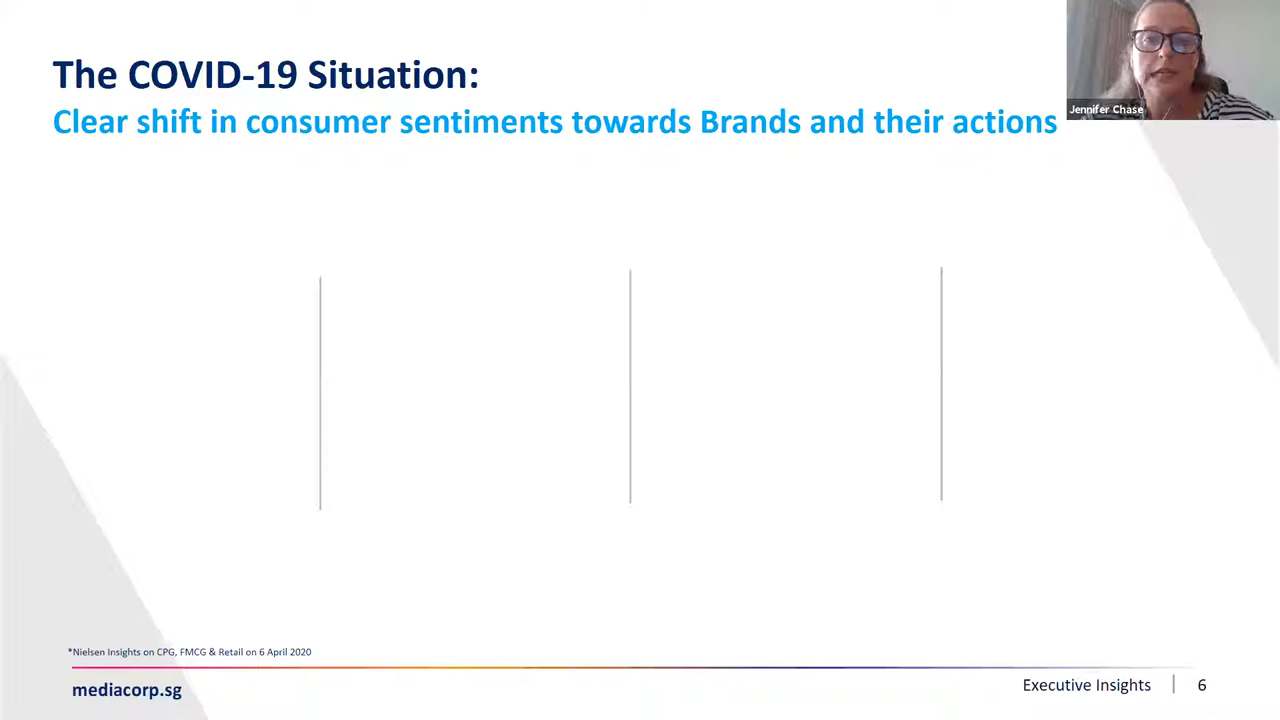 The COVID-19 Situation:
Clear shift in consumer sentiments towards Brands and their actions
Jennifer Chase
*Nielsen Insights on CPG, FMCG & Retail on 6 April 2020
mediacorp.sg
Executive Insights | 6